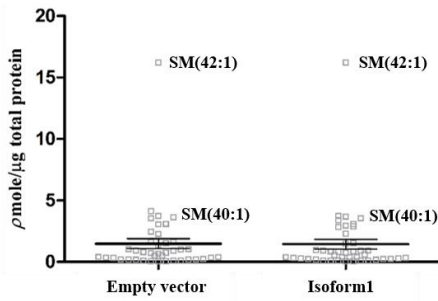 ρmole/μg total protein
20
15
10
5
0
SM(42:1)
SM(42:1)
SM(40:1)
SM(40:1)
Empty vector
Isoform1